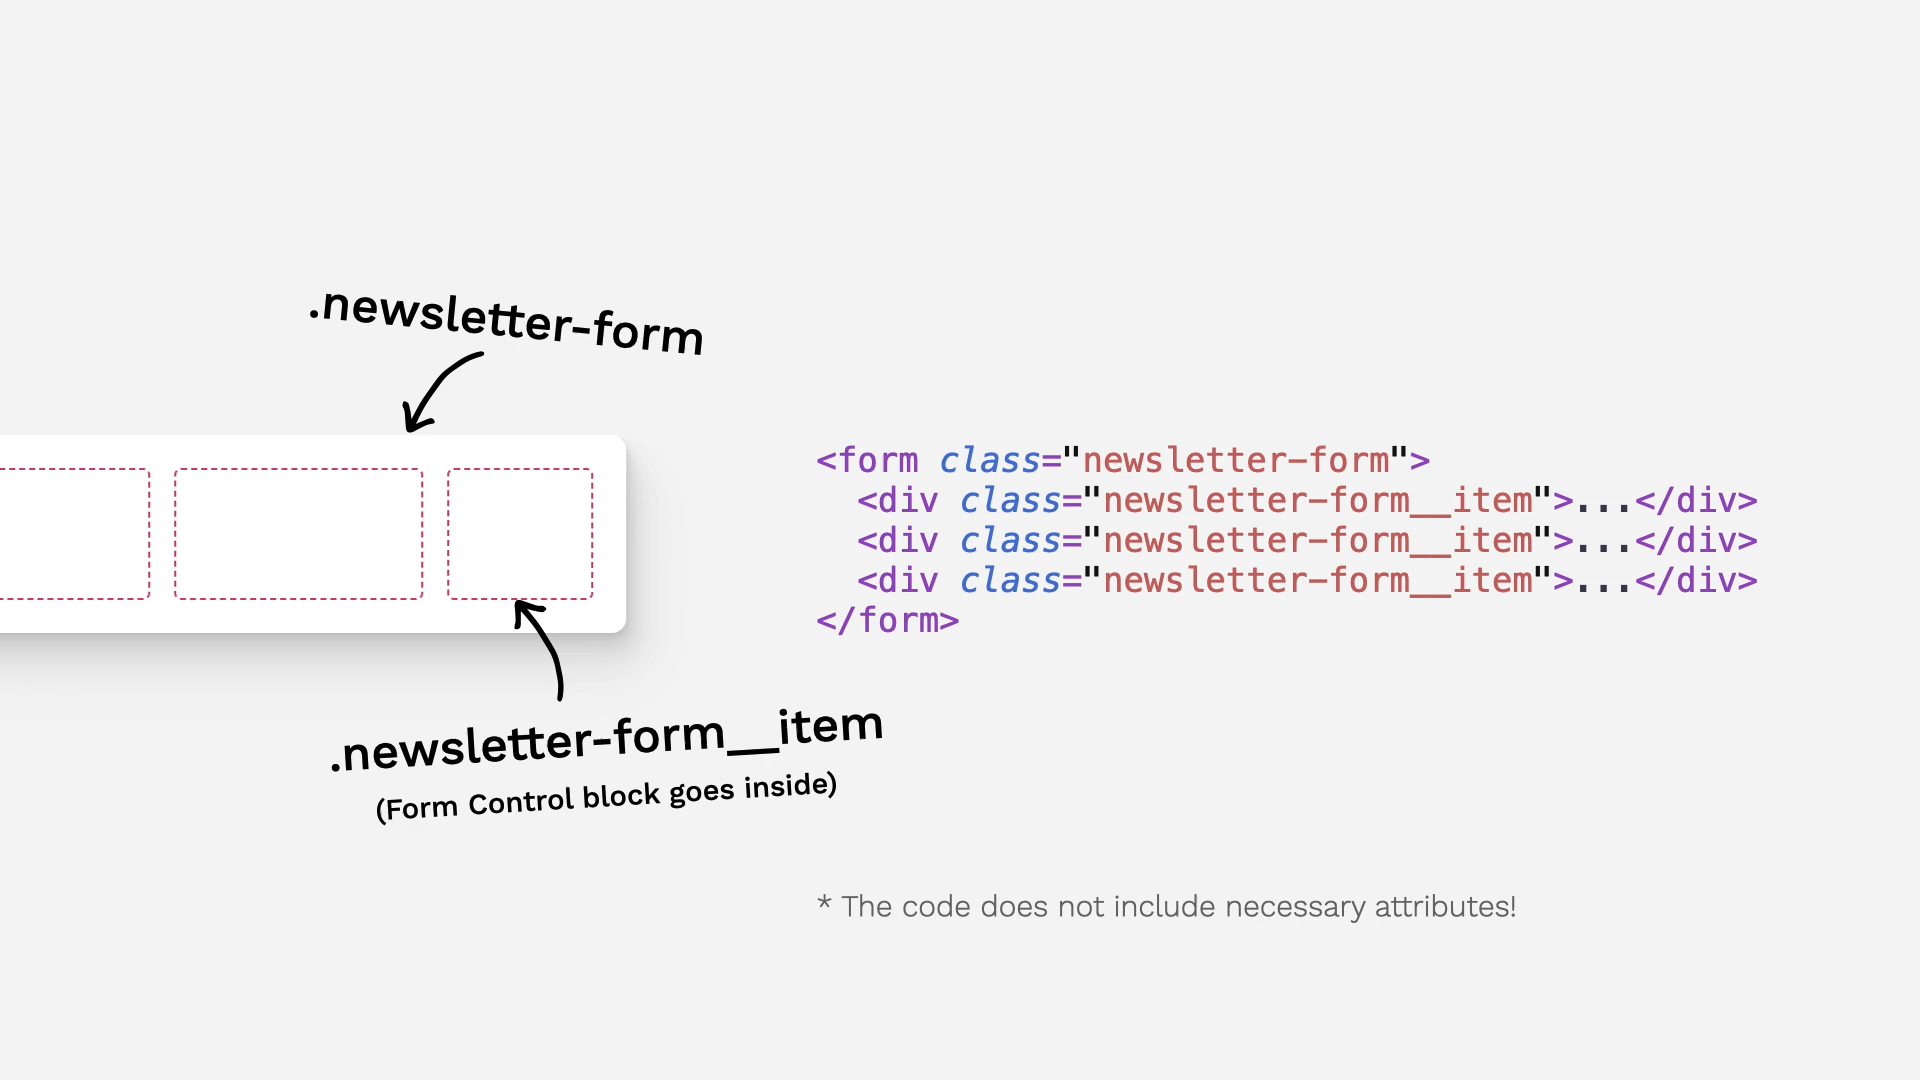 .newsletter-form
<form class="newsletter-form">
  <div class="newsletter-form__item">...</div>
  <div class="newsletter-form__item">...</div>
  <div class="newsletter-form__item">...</div>
</form>
.newsletter-form__item
(Form Control block goes inside)
* The code does not include necessary attributes!